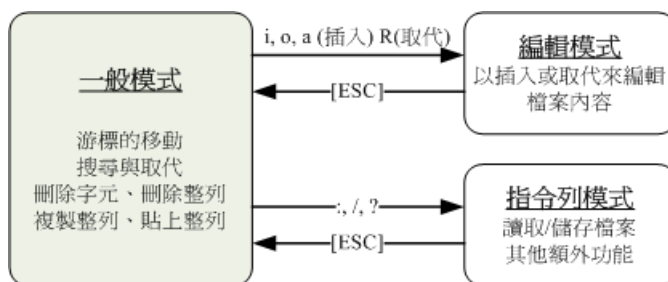 一般模式
游標的移動
搜尋與取代
刪除字元、刪除整列
複製整列、貼上整列
i, o, a (插入) R(取代)
[ESC]
編輯模式
以插入或取代來編輯
檔案內容
:, /, ?
[ESC]
指令列模式
讀取/儲存檔案
其他額外功能